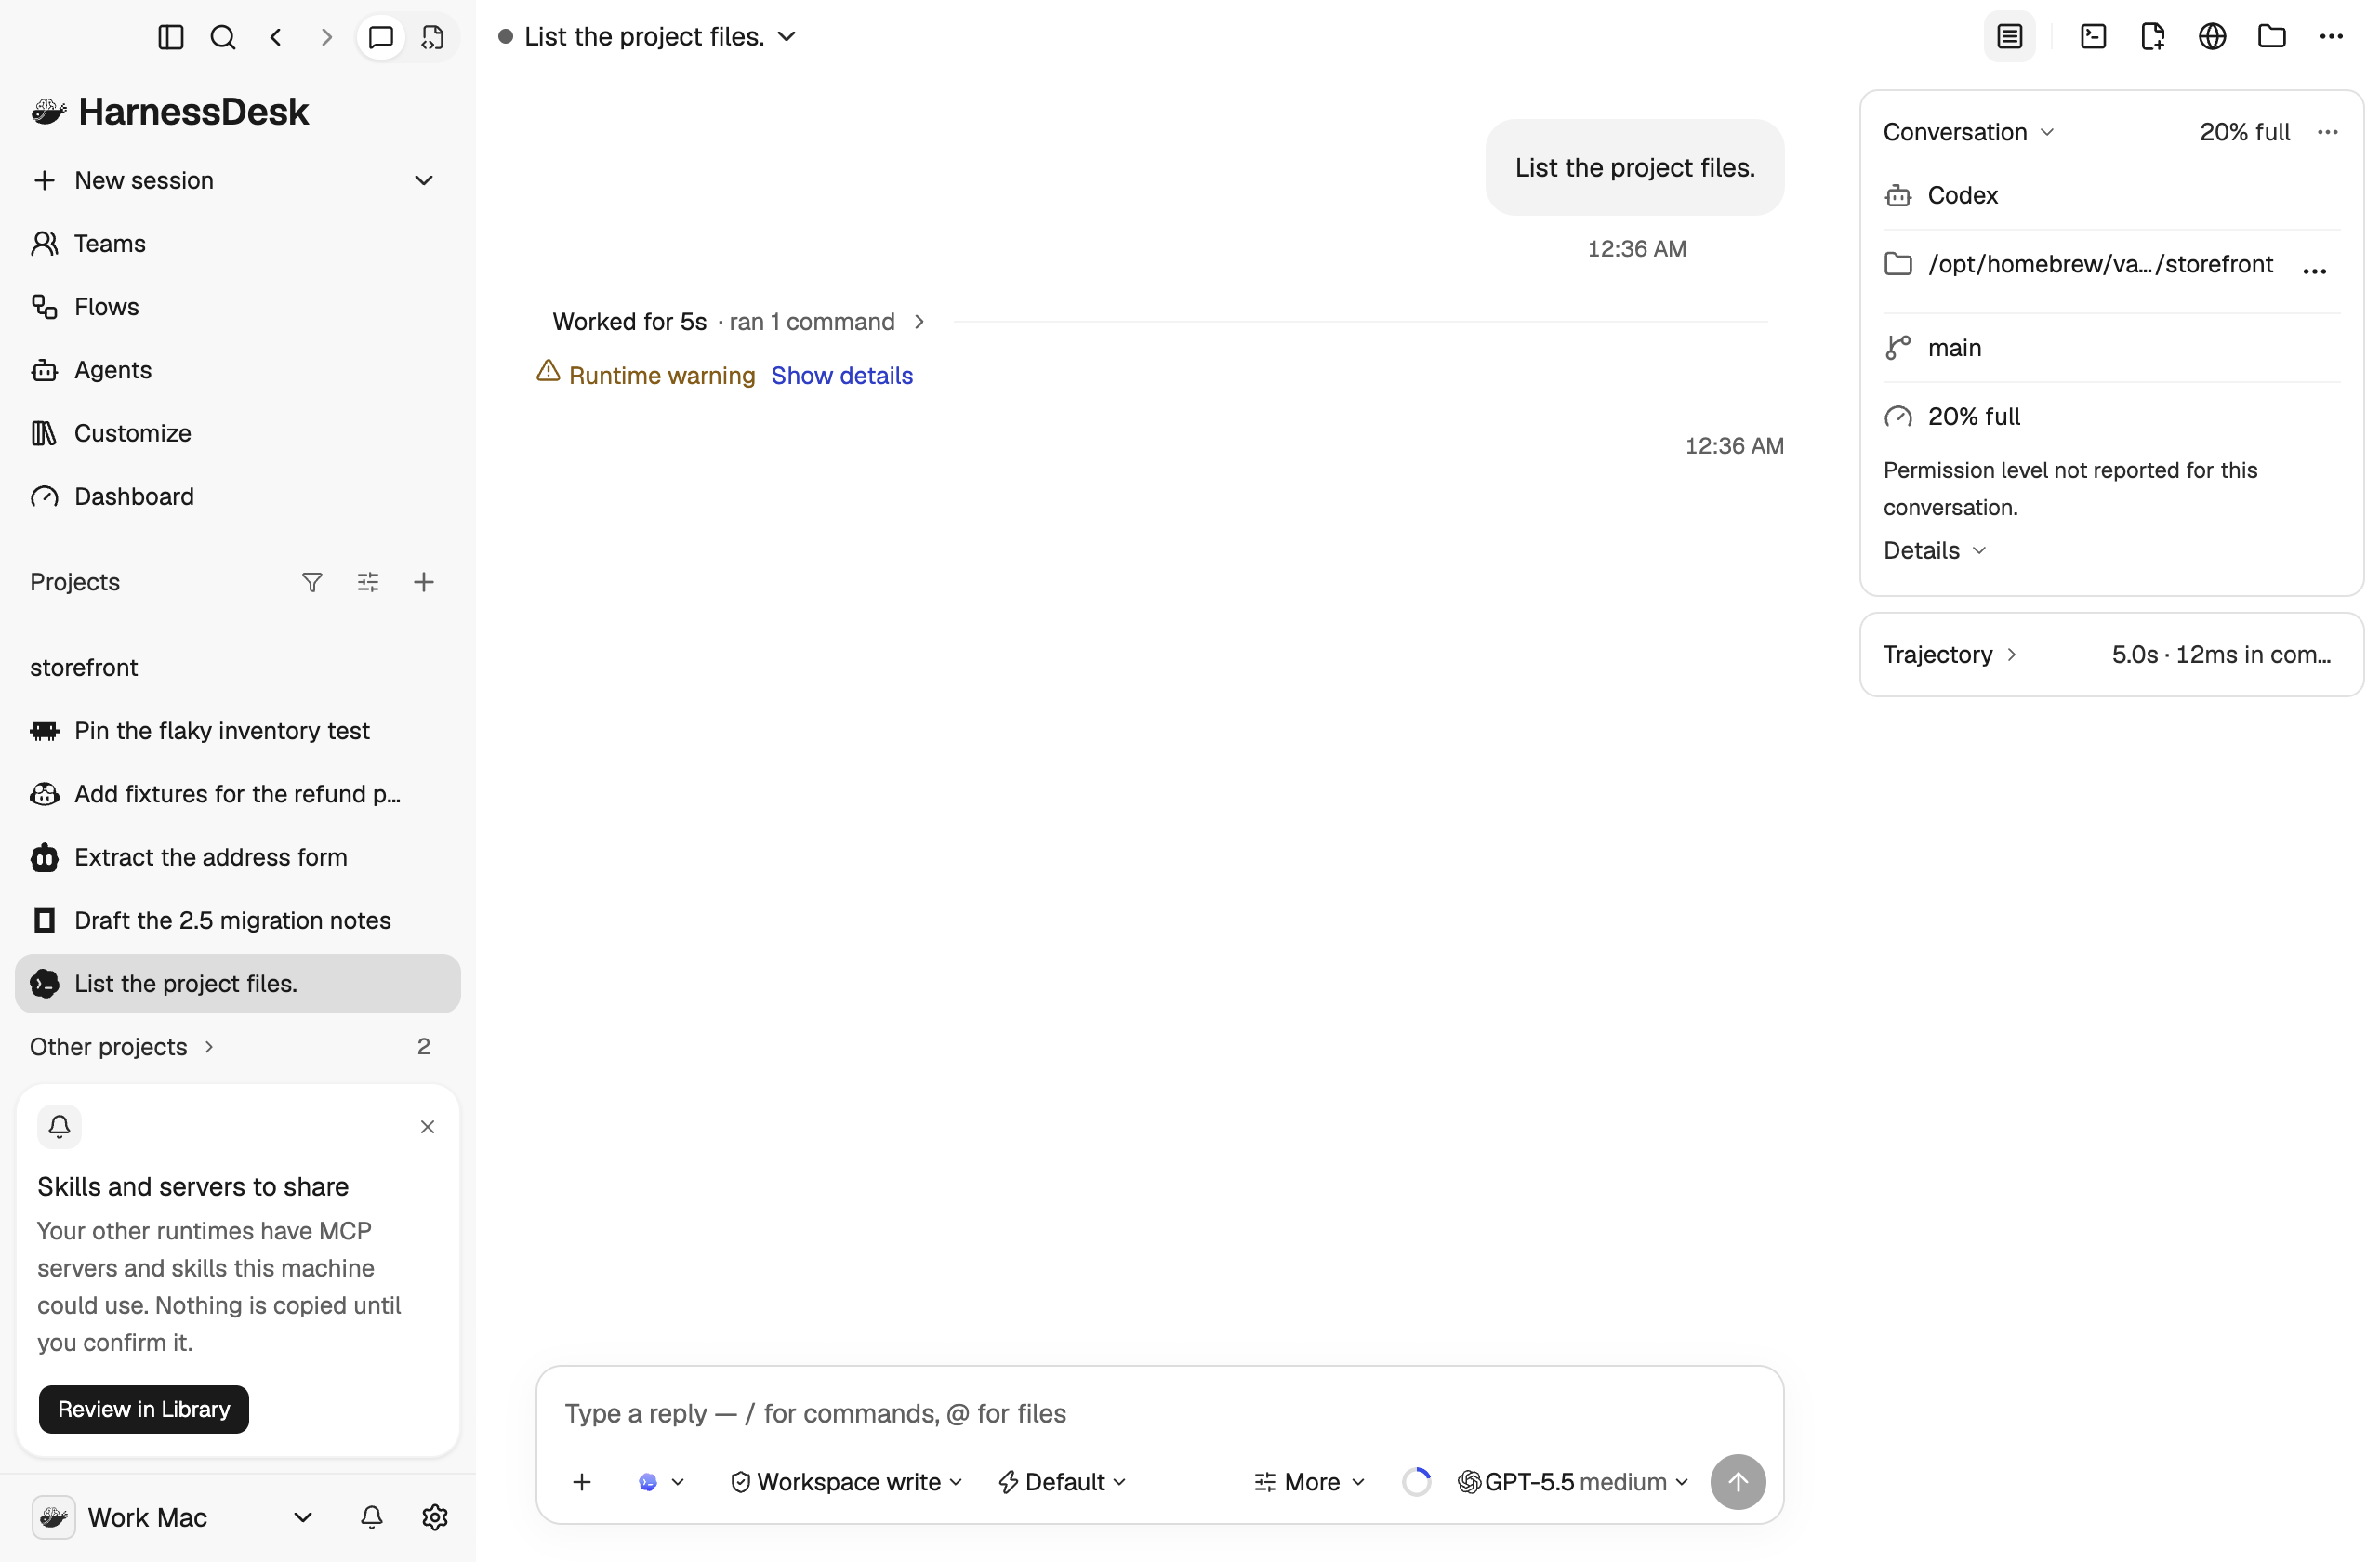 List the project files.
HarnessDesk
New session
Teams
Flows
Agents
Customize
Dashboard
Projects
storefront
Pin the flaky inventory test
Add fixtures for the refund p...
Extract the address form
Draft the 2.5 migration notes
List the project files.
Other projects 2
Skills and servers to share
Your other runtimes have MCP
servers and skills this machine
could use. Nothing is copied until
you confirm it.
Review in Library
Work Mac
List the project files.
12:36 AM
Worked for 5s · ran 1 command
Runtime warning Show details
12:36 AM
Type a reply — / for commands, @ for files
Workspace write Default More GPT-5.5 medium
Conversation 20% full
Codex
/opt/homebrew/va.../storefront
main
20% full
Permission level not reported for this
conversation.
Details
Trajectory 5.0s · 12ms in com...